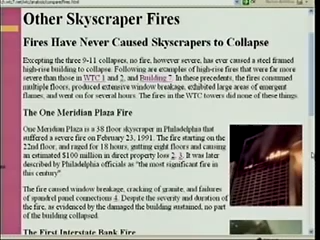 Other Skyscraper Fires
Fires Have Never Caused Skyscrapers to Collapse
Excepting the three 9-11 collapses, no fire, however severe, has ever caused a steel framed
high-rise building to collapse. Following are examples of high-rise fires that were far more
severe than those in WTC 1 and 2, and Building 7. In these precedents, the fires consumed
multiple floors, produced extensive window breakage, exhibited large areas of emergent
flames, and went on for several hours. The fires in the WTC towers did none of these things.
The One Meridian Plaza Fire
One Meridian Plaza is a 38 floor skyscraper in Philadelphia that
suffered a severe fire on February 23, 1991. The fire starting on the
22nd floor, and raged for 18 hours, gutting eight floors and causing
an estimated $100 million in direct property loss 2, 3. It was later
described by Philadelphia officials as "the most significant fire in
this century".
The fire caused window breakage, cracking of granite, and failures
of spandrel panel connections 4. Despite the severity and duration of
the fire, as evidenced by the damaged the building sustained, no part
of the building collapsed.
The First Interstate Bank Fire